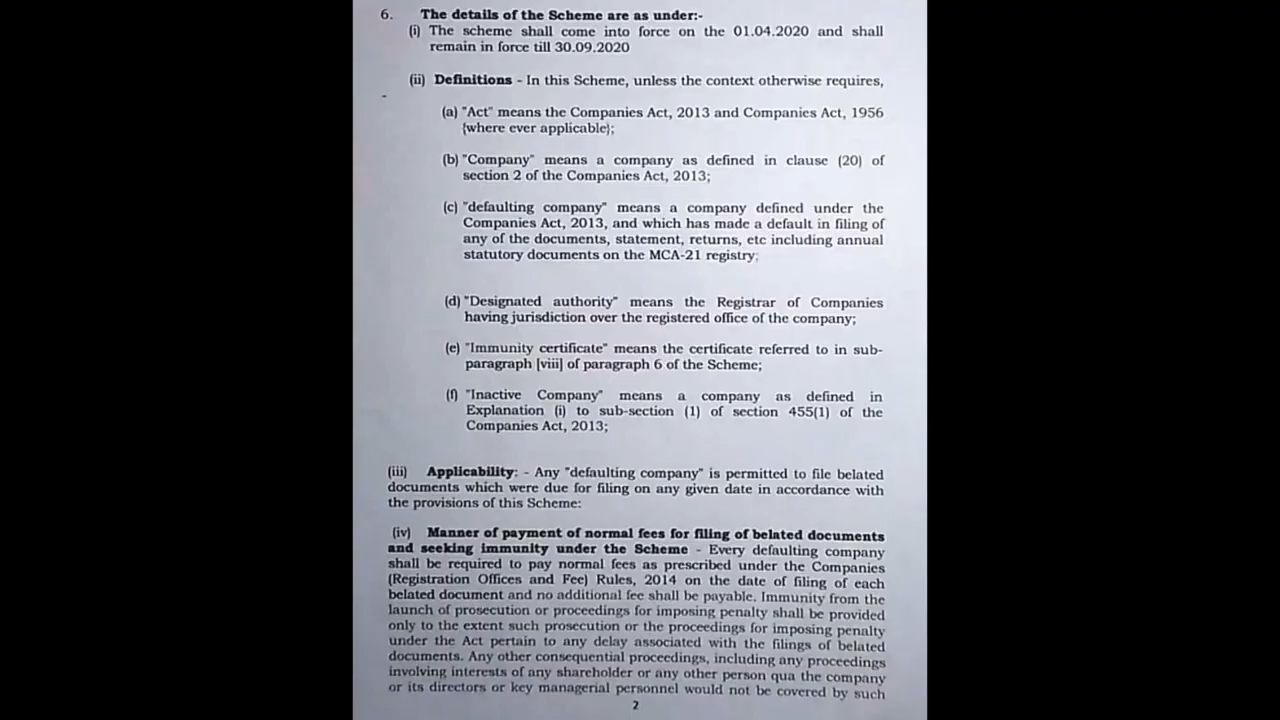 6. The details of the Scheme are as under:-
(i) The scheme shall come into force on the 01.04.2020 and shall
remain in force till 30.09.2020
(ii) Definitions - In this Scheme, unless the context otherwise requires,
-
(a) "Act" means the Companies Act, 2013 and Companies Act, 1956
(where ever applicable);
(b) "Company" means a company as defined in clause (20) of
section 2 of the Companies Act, 2013;
(c) "defaulting company" means a company defined under the
Companies Act, 2013, and which has made a default in filing of
any of the documents, statement, returns, etc including annual
statutory documents on the MCA-21 registry;
(d) "Designated authority" means the Registrar of Companies
having jurisdiction over the registered office of the company;
(e) "Immunity certificate" means the certificate referred to in sub-
paragraph [viii] of paragraph 6 of the Scheme;
(f) "Inactive Company" means a company as defined in
Explanation (i) to sub-section (1) of section 455(1) of the
Companies Act, 2013;
(iii) Applicability: - Any "defaulting company" is permitted to file belated
documents which were due for filing on any given date in accordance with
the provisions of this Scheme:
(iv) Manner of payment of normal fees for filing of belated documents
and seeking immunity under the Scheme - Every defaulting company
shall be required to pay normal fees as prescribed under the Companies
(Registration Offices and Fee) Rules, 2014 on the date of filing of each
belated document and no additional fee shall be payable. Immunity from the
launch of prosecution or proceedings for imposing penalty shall be provided
only to the extent such prosecution or the proceedings for imposing penalty
under the Act pertain to any delay associated with the filings of belated
documents. Any other consequential proceedings, including any proceedings
involving interests of any shareholder or any other person qua the company
or its directors or key managerial personnel would not be covered by such
2